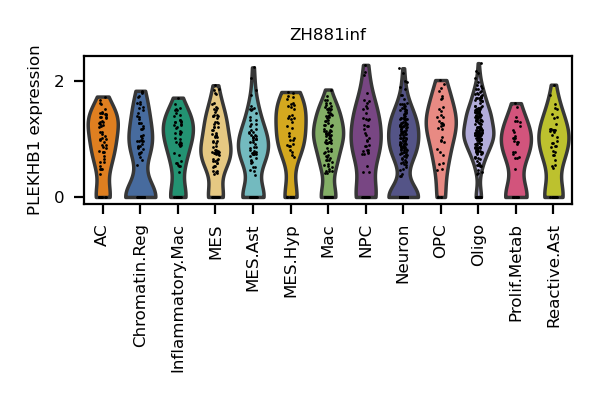 ZH881inf
PLEKHB1 expression
2
0
AC
Chromatin.Reg
Inflammatory.Mac
MES
MES.Ast
MES.Hyp
Mac
NPC
Neuron
OPC
Oligo
Prolif.Metab
Reactive.Ast